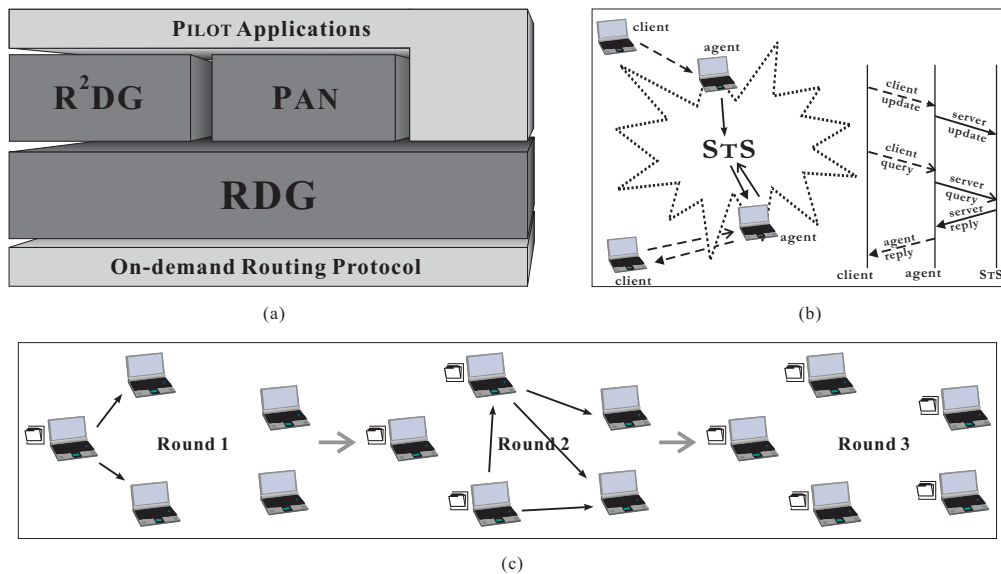 PILOT Applications
R²DG
PAN
RDG
On-demand Routing Protocol
(a)
client
agent
STS
agent
client
client
update
server
update
client
query
server
query
server
reply
agent
reply
client
agent
STS
(b)
Round 1
Round 2
Round 3
(c)